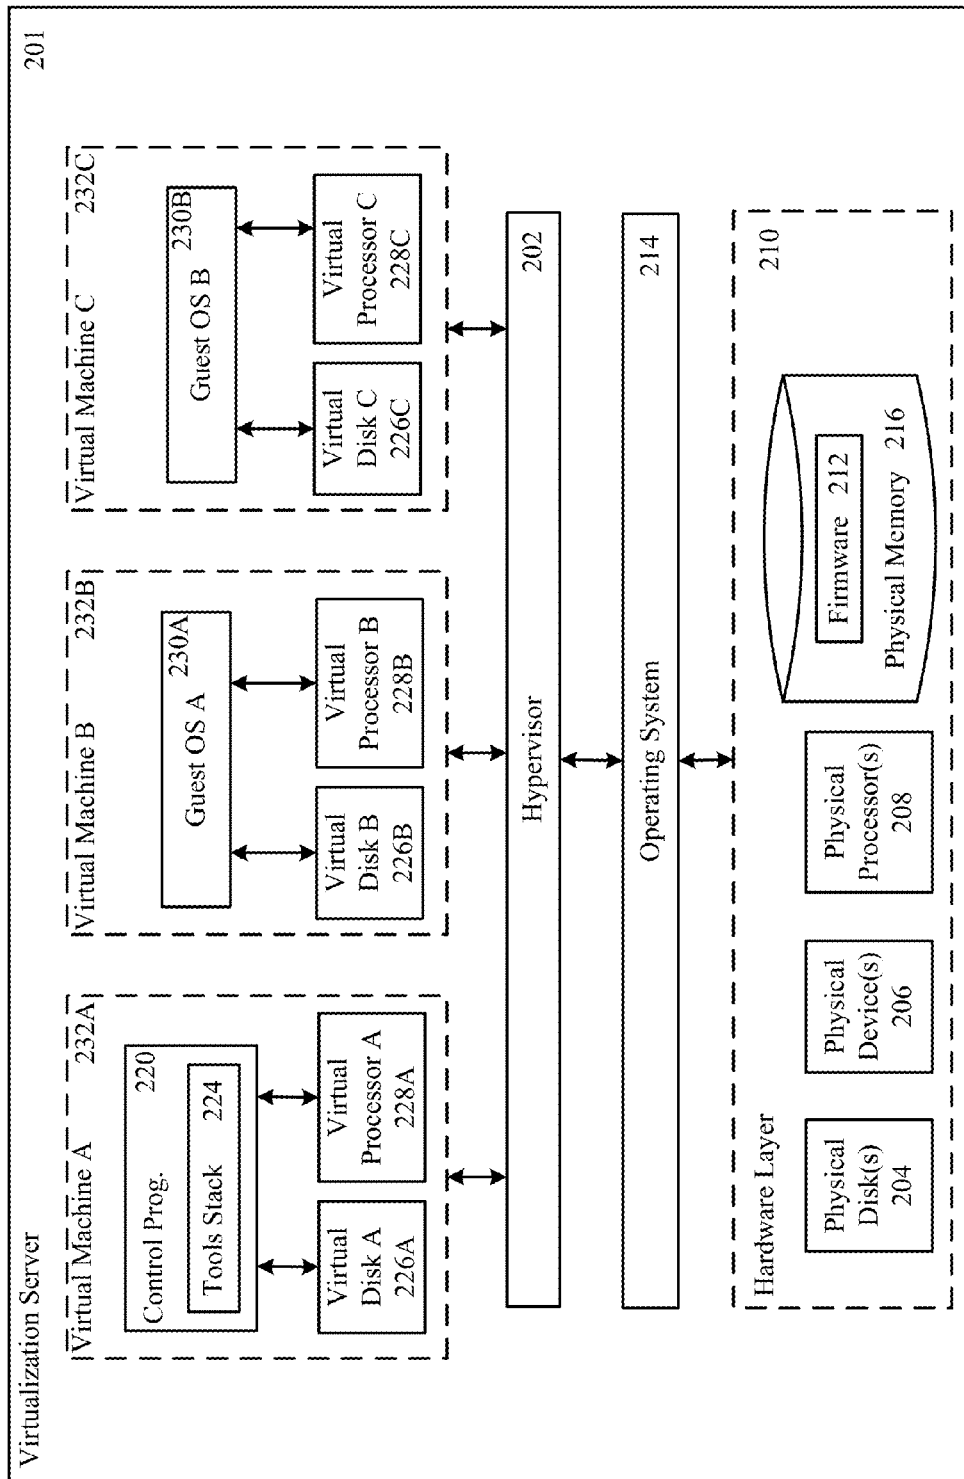 Virtualization Server
201
Virtual Machine A
232A
Control Prog.
220
Tools Stack
224
Virtual
Disk A
226A
Virtual
Processor A
228A
Virtual Machine B
232B
Guest OS A
230A
Virtual
Disk B
226B
Virtual
Processor B
228B
Virtual Machine C
232C
Guest OS B
230B
Virtual
Disk C
226C
Virtual
Processor C
228C
Hypervisor
202
Operating System
214
Hardware Layer
210
Physical
Disk(s)
204
Physical
Device(s)
206
Physical
Processor(s)
208
Firmware 212
Physical Memory 216